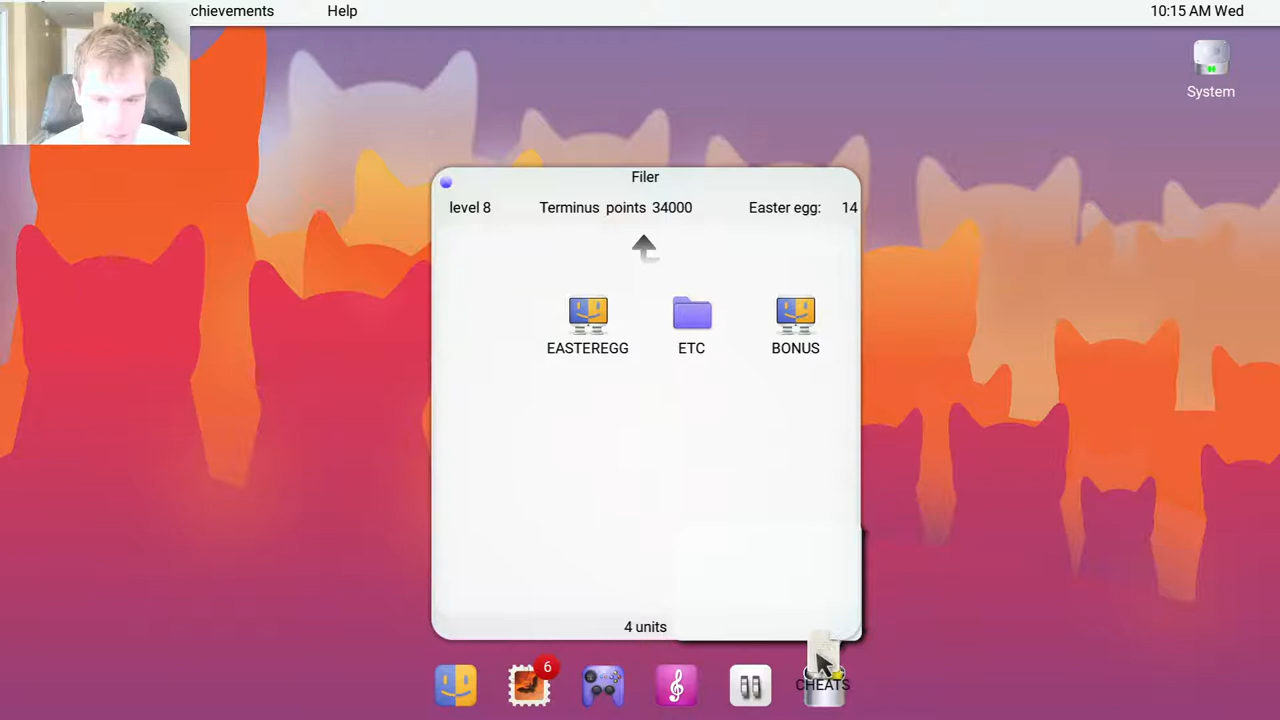 chievements Help 10:15 AM Wed
System
Filer
level 8 Terminus points 34000 Easter egg: 14
EASTEREGG ETC BONUS
4 units
6
CHEATS